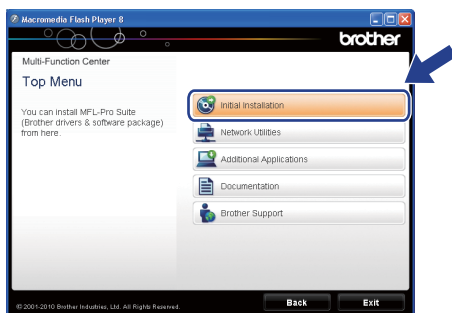 Macromedia Flash Player 8
brother
Multi-Function Center
Top Menu
You can install MFL-Pro Suite
(Brother drivers & software package)
from here.
Initial Installation
Network Utilities
Additional Applications
Documentation
Brother Support
© 2001-2010 Brother Industries, Ltd. All Rights Reserved.
Back
Exit